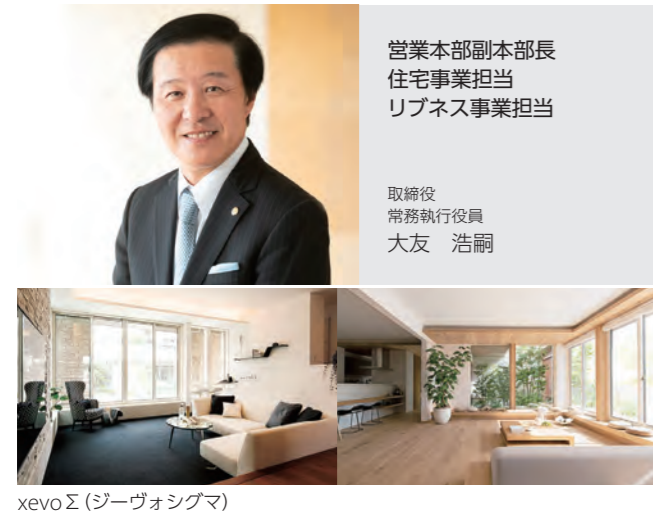 営業本部副本部長
住宅事業担当
リブネス事業担当
取締役
常務執行役員
大友　浩嗣
xevoΣ(ジーヴォシグマ)